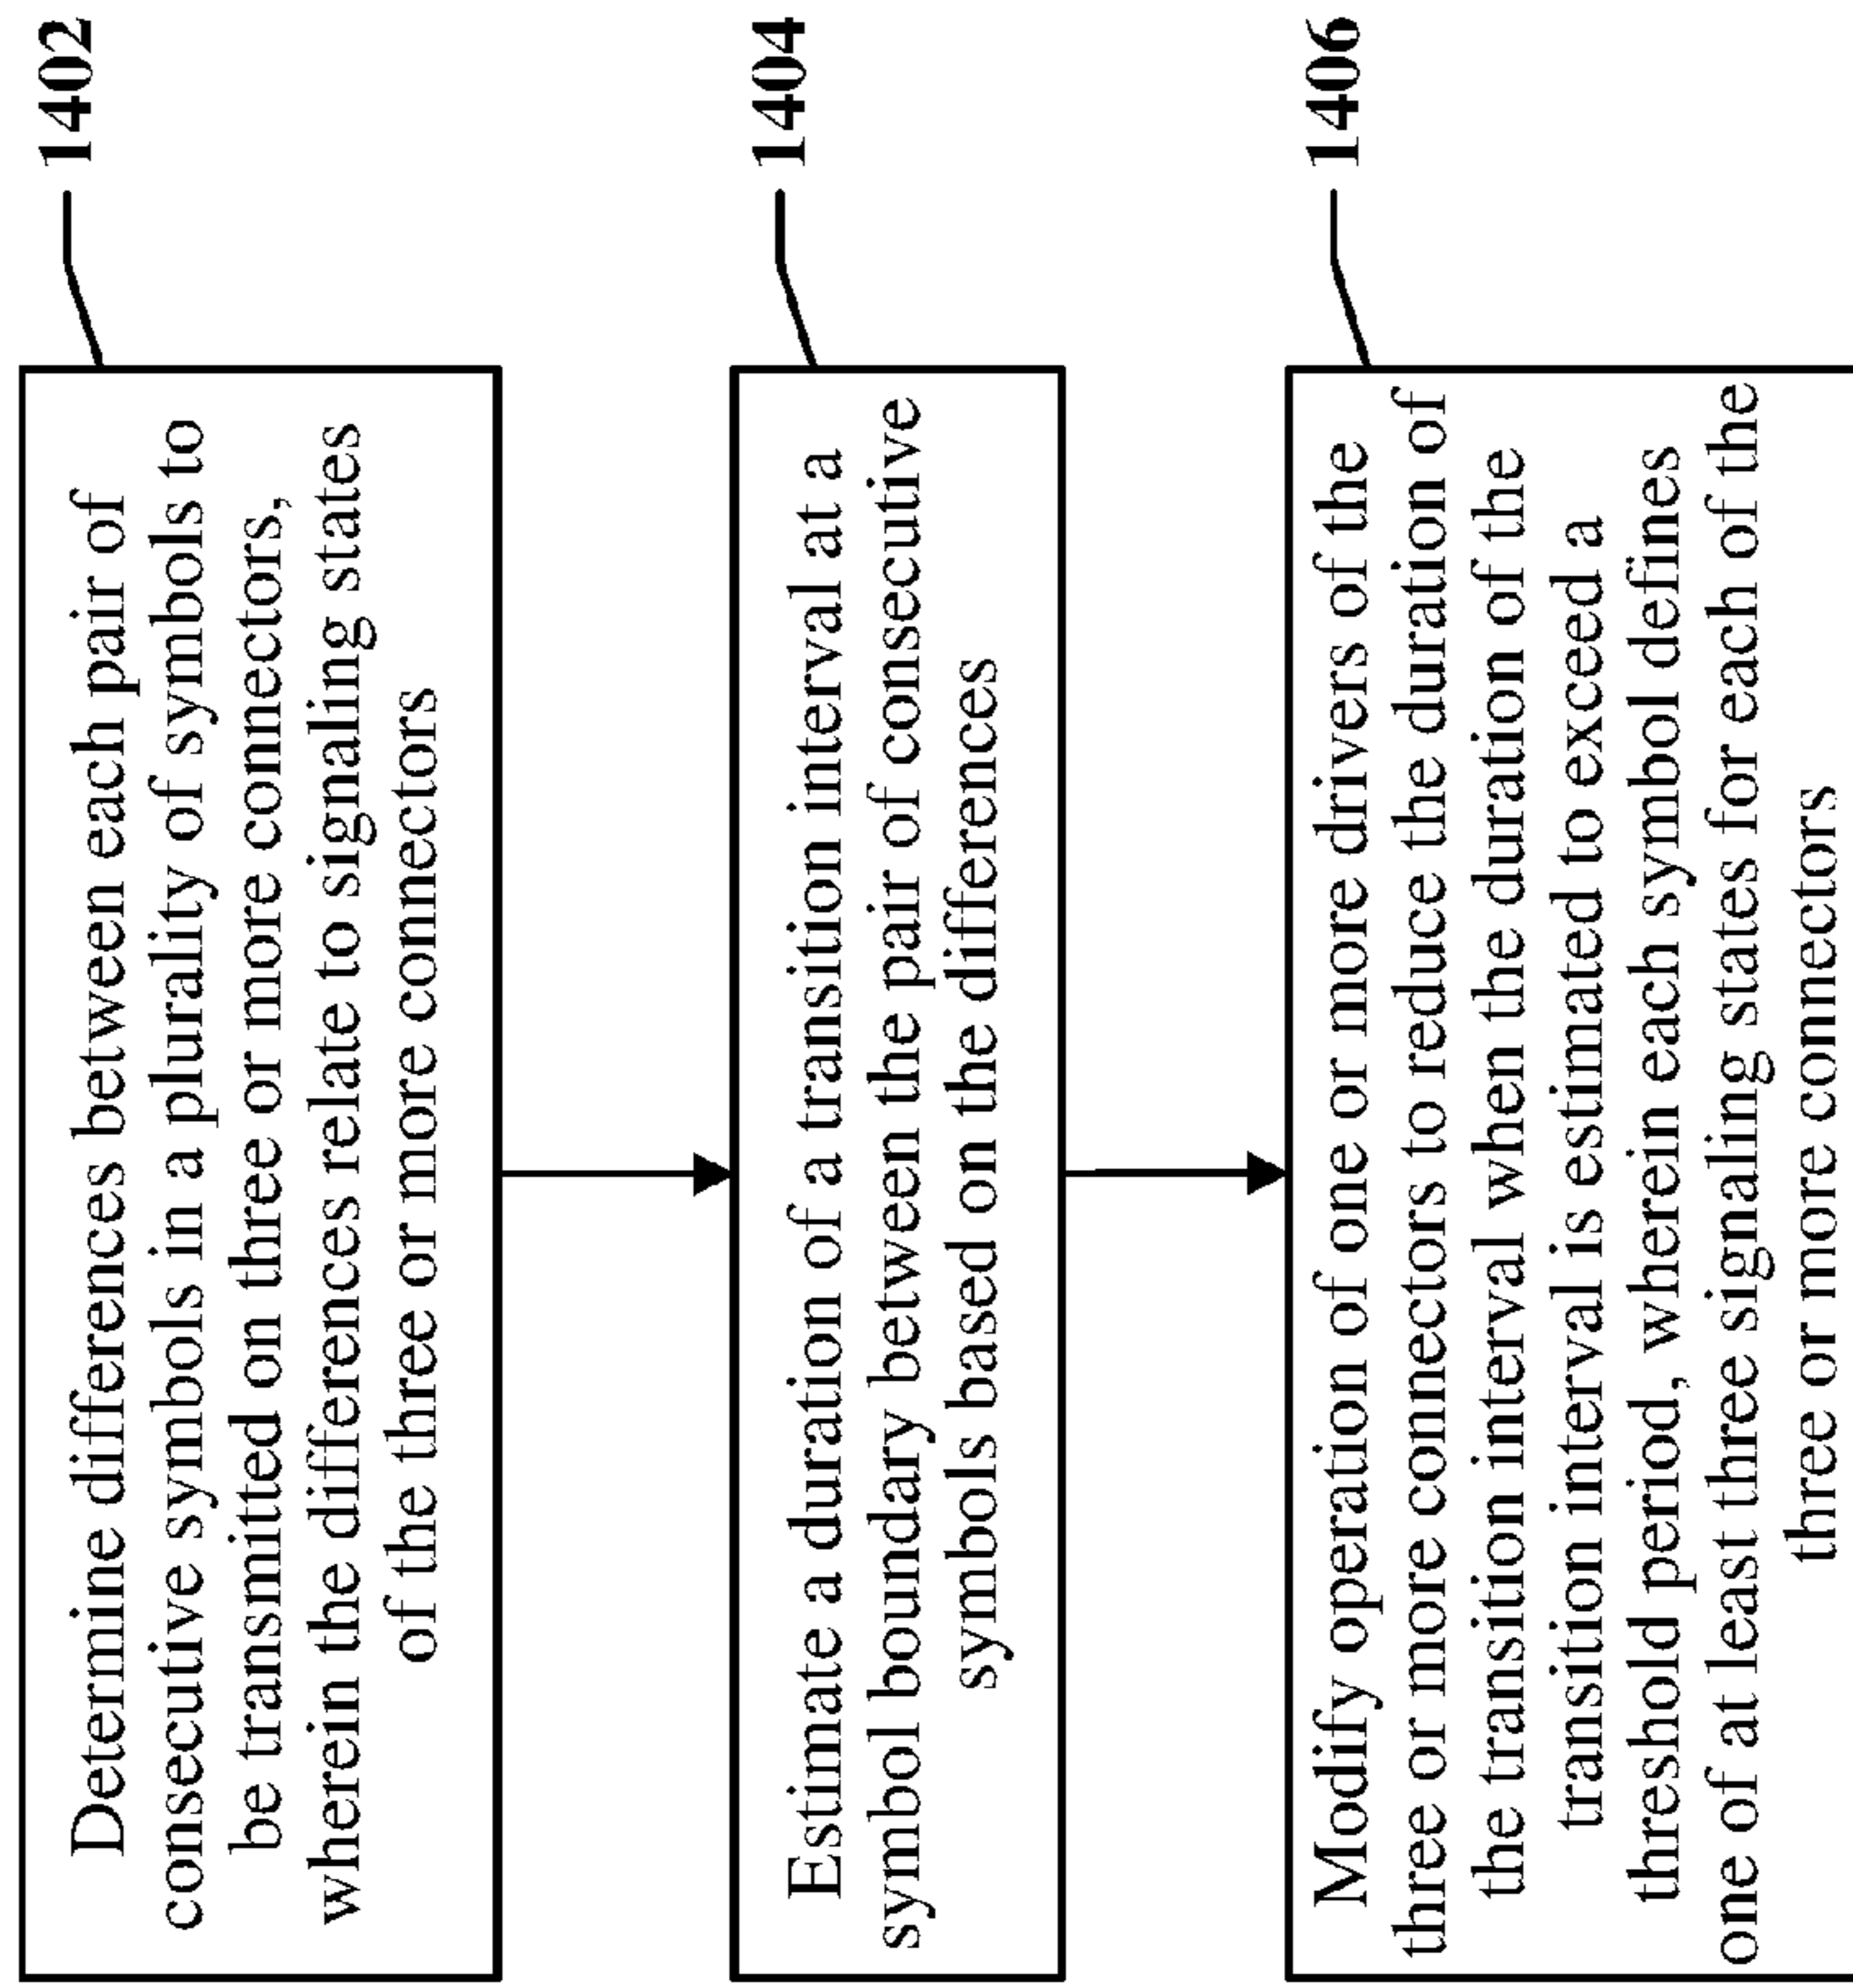 Determine differences between each pair of
consecutive symbols in a plurality of symbols to
be transmitted on three or more connectors,
wherein the differences relate to signaling states
of the three or more connectors
1402
Estimate a duration of a transition interval at a
symbol boundary between the pair of consecutive
symbols based on the differences
1404
Modify operation of one or more drivers of the
three or more connectors to reduce the duration of
the transition interval when the duration of the
transition interval is estimated to exceed a
threshold period, wherein each symbol defines
one of at least three signaling states for each of the
three or more connectors
1406